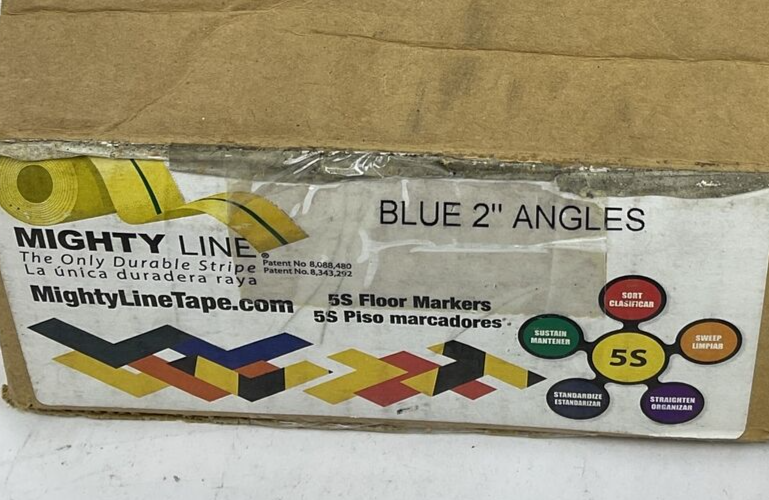 BLUE 2" ANGLES
MIGHTY LINE®
The Only Durable Stripe
La única duradera raya
Patent No 8,088,480
Patent No. 8,343,292
MightyLineTape.com
5S Floor Markers
5S Piso marcadores
SORT
CLASIFICAR
SUSTAIN
MANTENER
SWEEP
LIMPIAR
5S
STANDARDIZE
ESTANDARIZAR
STRAIGHTEN
ORGANIZAR